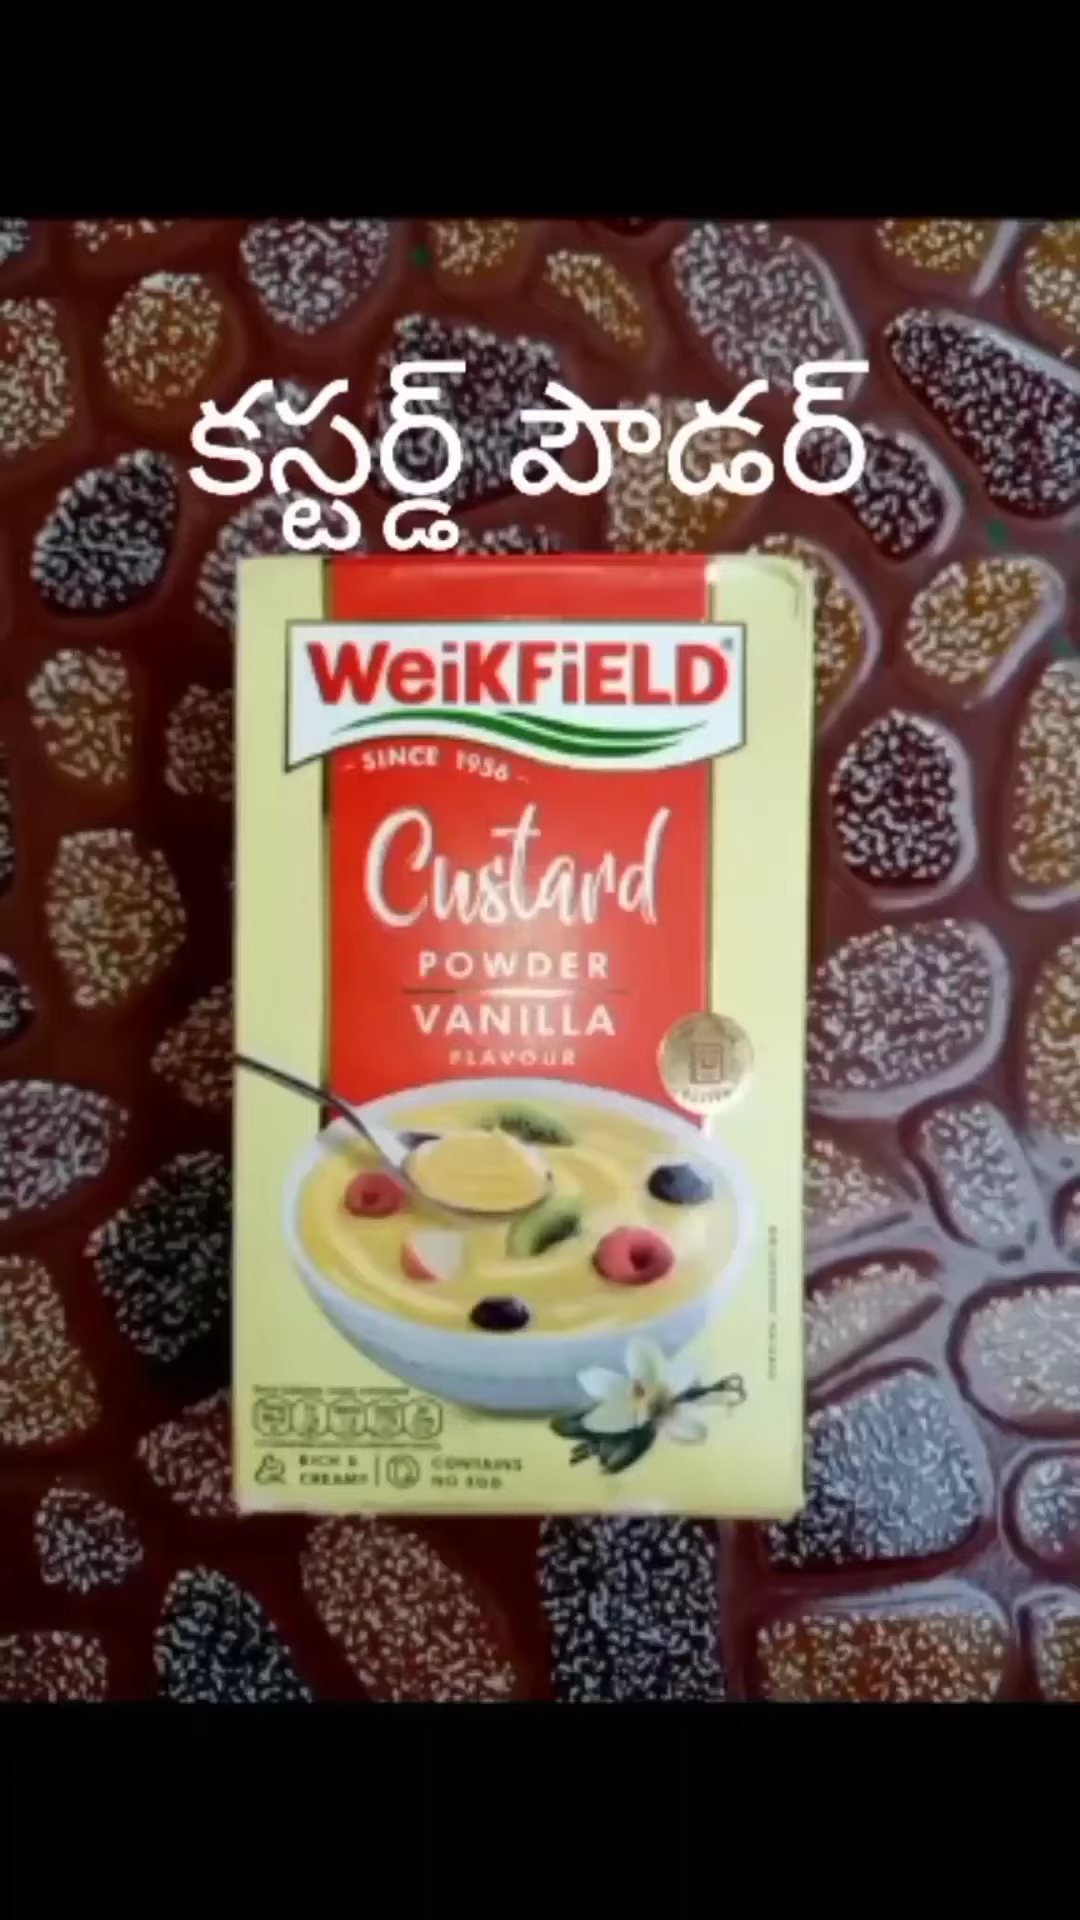 కస్టర్డ్ పౌడర్
WEiKFiELD
- SINCE 1956 -
Custard
POWDER
VANILLA
FLAVOUR
RICH & CREAMY
CONTAINS NO EGG